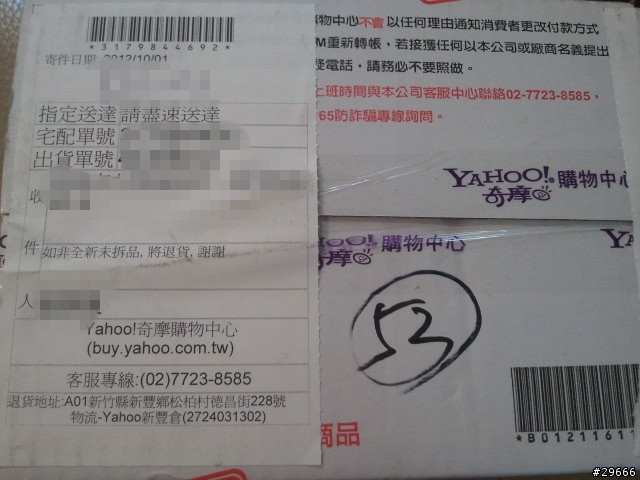 *3179844692*
寄件日期: 2012/10/01
指定送達 請盡速送達
宅配單號
出貨單號
收
件 如非全新未拆品, 將退貨, 謝謝
人
Yahoo!奇摩購物中心
(buy.yahoo.com.tw)
客服專線:(02)7723-8585
退貨地址:A01新竹縣新豐鄉松柏村德昌街228號
物流-Yahoo新豐倉(2724031302)
購物中心不會以任何理由通知消費者更改付款方式
M重新轉帳，若接獲任何以本公司或廠商名義提出
電話，請務必不要照做。
上班時間與本公司客服中心聯絡02-7723-8585，
165防詐騙專線詢問。
YAHOO!奇摩 購物中心
YAHOO!奇摩 購物中心
YA
53
商品
*B01211611
#29666